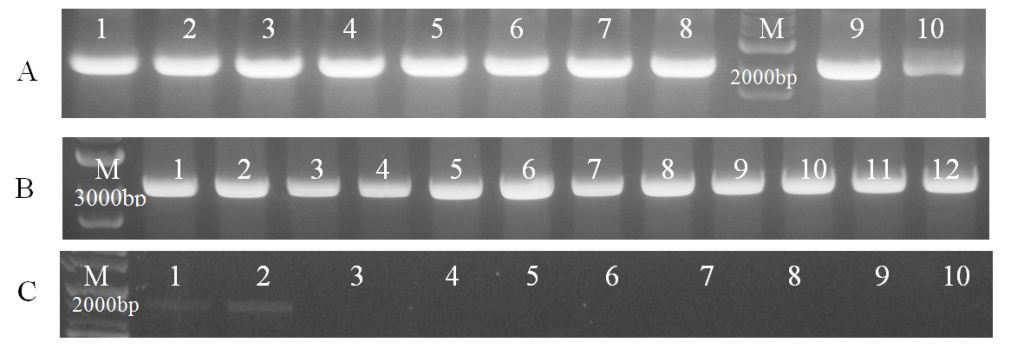 1 2 3 4 5 6 7 8 M 9 10
A
2000bp
M 1 2 3 4 5 6 7 8 9 10 11 12
B
3000bp
M 1 2 3 4 5 6 7 8 9 10
C
2000bp